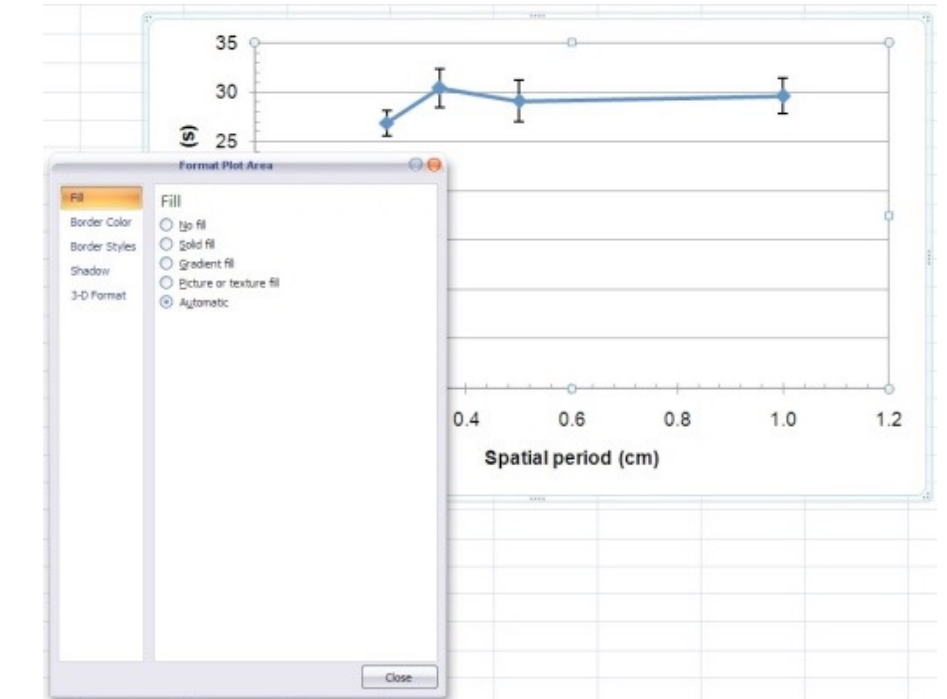 35
30
(s)
25
Format Plot Area
Fill
Border Color
Border Styles
Shadow
3-D Format
Fill
No fill
Solid fill
Gradient fill
Picture or texture fill
Automatic
0.4 0.6 0.8 1.0 1.2
Spatial period (cm)
Close